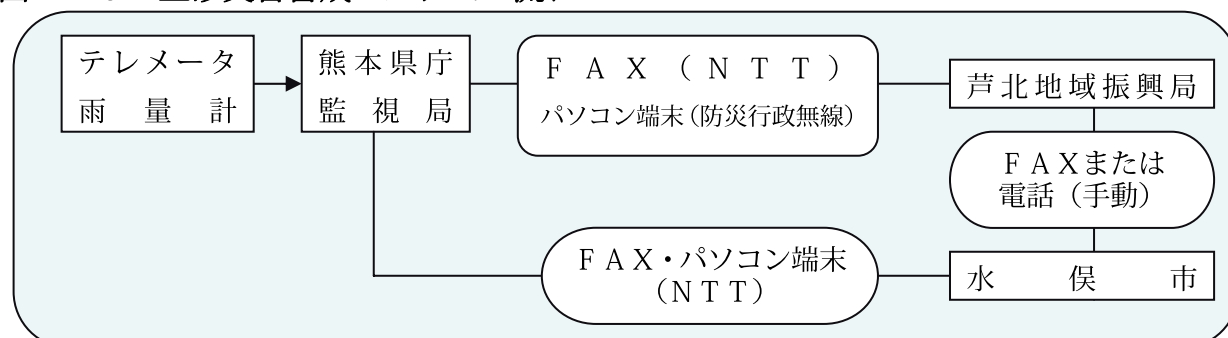 テレメータ
雨量計
熊本県庁
監視局
FAX(NTT)
パソコン端末(防災行政無線)
芦北地域振興局
FAXまたは
電話(手動)
FAX・パソコン端末
(NTT)
水俣市